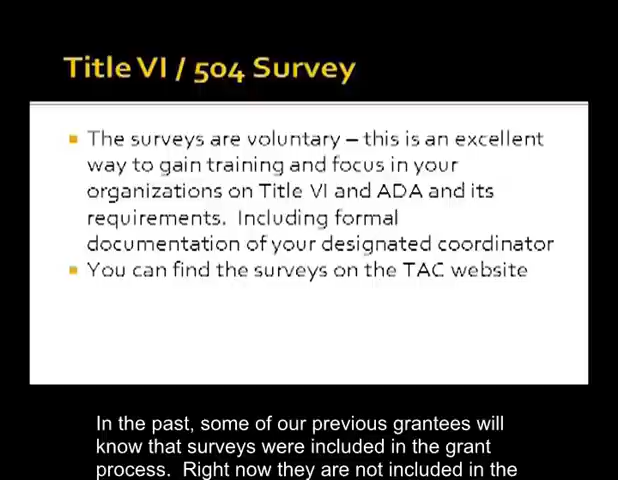 Title VI / 504 Survey
The surveys are voluntary – this is an excellent
way to gain training and focus in your
organizations on Title VI and ADA and its
requirements. Including formal
documentation of your designated coordinator
You can find the surveys on the TAC website
In the past, some of our previous grantees will
know that surveys were included in the grant
process. Right now they are not included in the